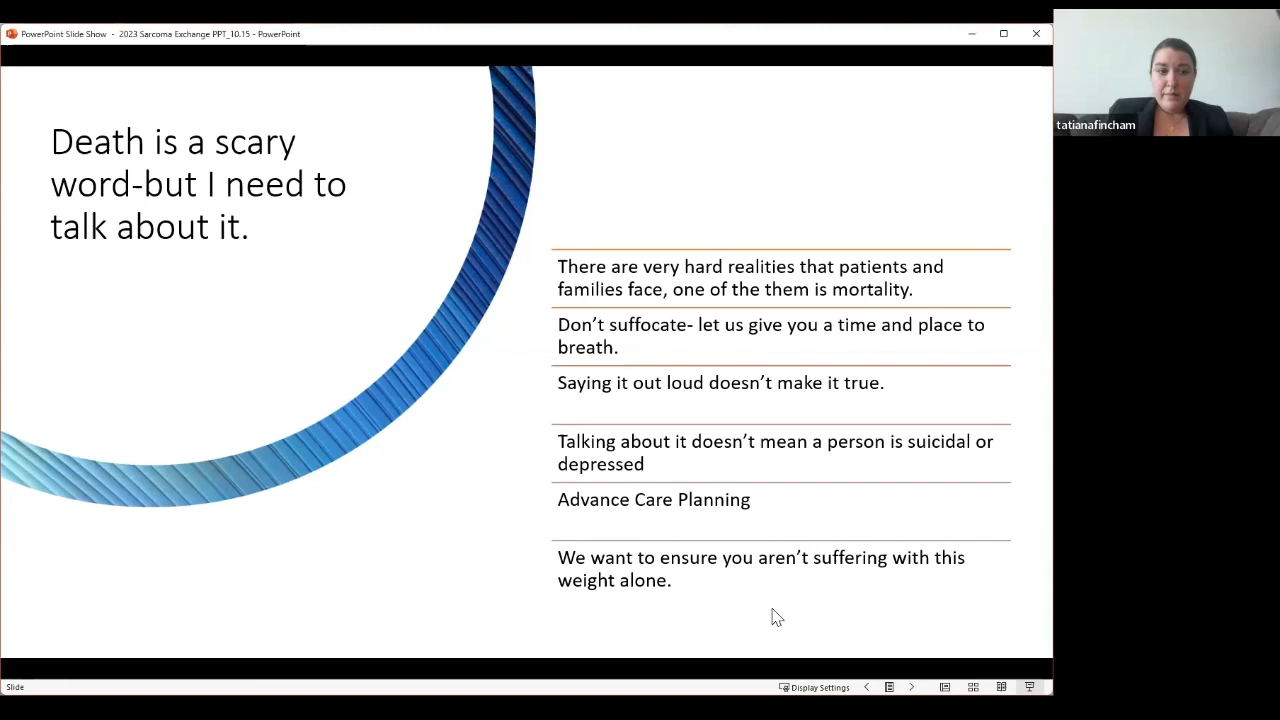 PowerPoint Slide Show - 2023 Sarcoma Exchange PPT_10.15 - PowerPoint
tatianafincham
Death is a scary
word-but I need to
talk about it.
There are very hard realities that patients and
families face, one of the them is mortality.
Don’t suffocate- let us give you a time and place to
breath.
Saying it out loud doesn’t make it true.
Talking about it doesn’t mean a person is suicidal or
depressed
Advance Care Planning
We want to ensure you aren’t suffering with this
weight alone.
Slide
Display Settings